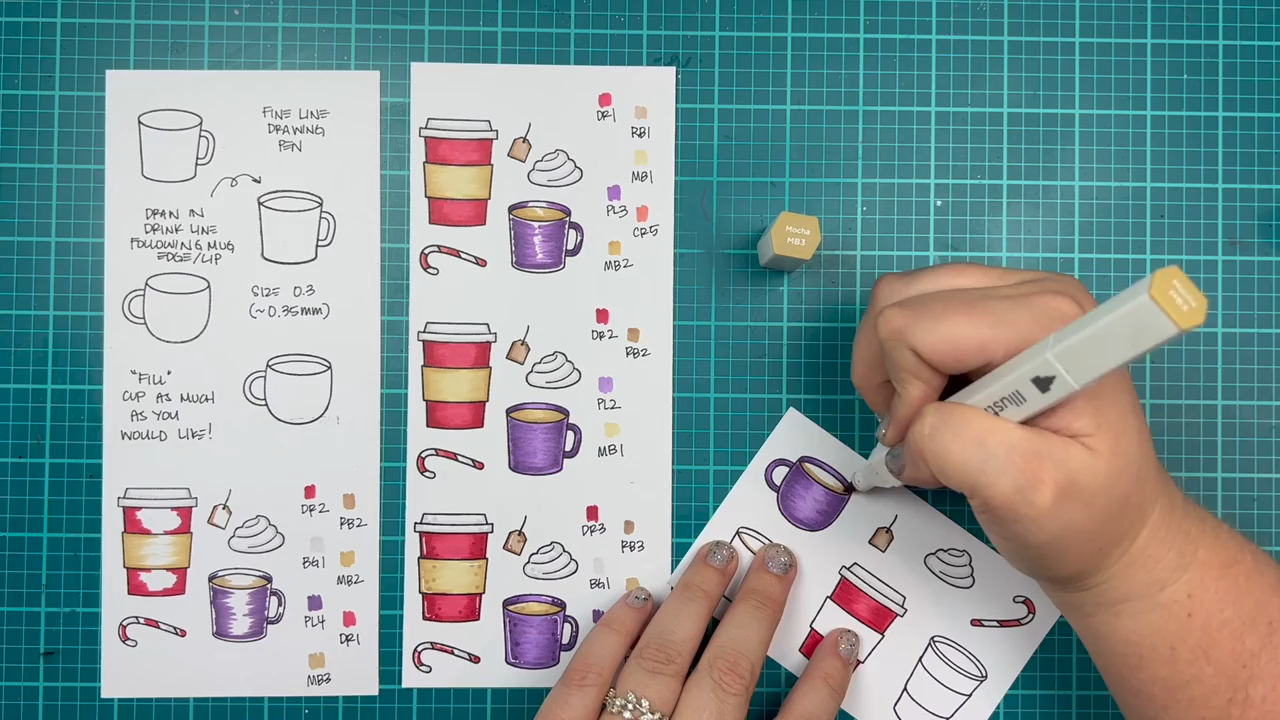 FINE LINE
DRAWING
PEN
DRAW IN
DRINK LINE
FOLLOWING MUG
EDGE/LIP
SIZE 0.3
(~0.35mm)
"FILL"
CUP AS MUCH
AS YOU
WOULD LIKE!
DR2
RB2
BG1
MB2
PL4
DR1
MB3
DR1
RB1
MB1
PL3
CR5
MB2
DR2
RB2
PL2
MB1
DR3
RB3
BG1
Mocha
MB3
illust